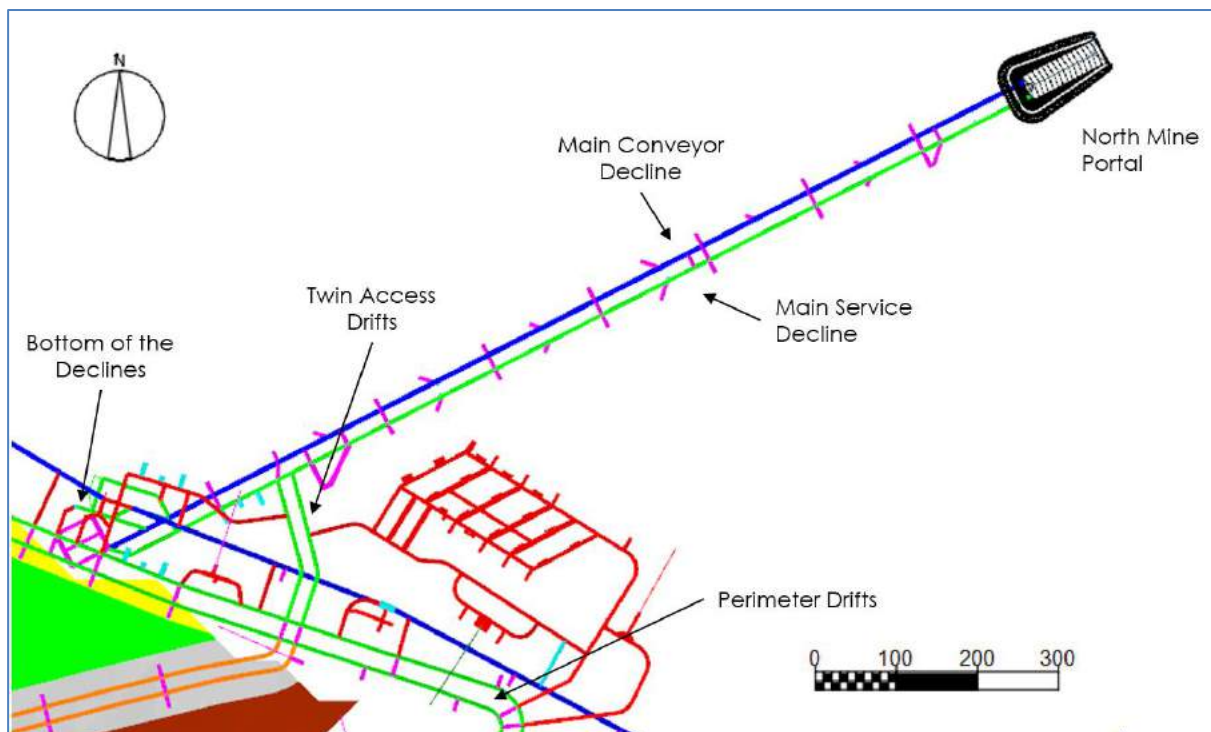 N
Main Conveyor
Decline
North Mine
Portal
Twin Access
Drifts
Main Service
Decline
Bottom of the
Declines
Perimeter Drifts
0 100 200 300